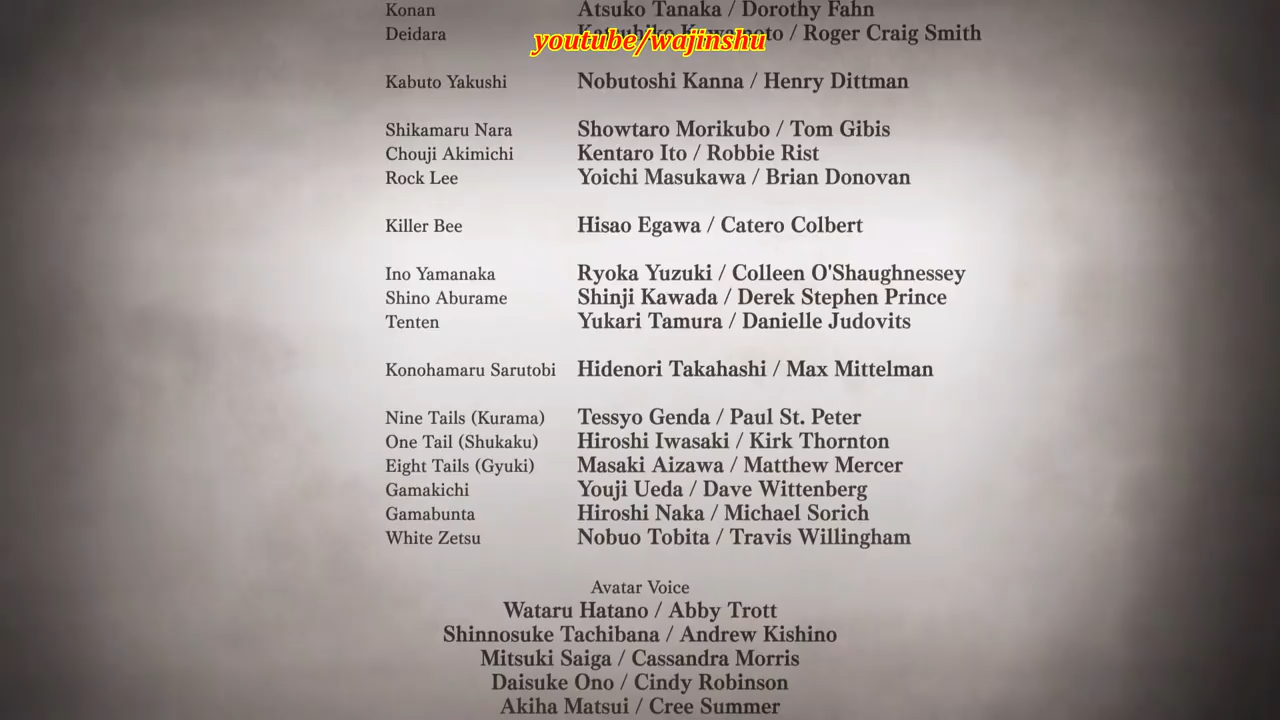 Konan Atsuko Tanaka / Dorothy Fahn
youtube/wajinshu
Deidara / Roger Craig Smith
Kabuto Yakushi Nobutoshi Kanna / Henry Dittman
Shikamaru Nara Showtaro Morikubo / Tom Gibis
Chouji Akimichi Kentaro Ito / Robbie Rist
Rock Lee Yoichi Masukawa / Brian Donovan
Killer Bee Hisao Egawa / Catero Colbert
Ino Yamanaka Ryoka Yuzuki / Colleen O'Shaughnessey
Shino Aburame Shinji Kawada / Derek Stephen Prince
Tenten Yukari Tamura / Danielle Judovits
Konohamaru Sarutobi Hidenori Takahashi / Max Mittelman
Nine Tails (Kurama) Tessyo Genda / Paul St. Peter
One Tail (Shukaku) Hiroshi Iwasaki / Kirk Thornton
Eight Tails (Gyuki) Masaki Aizawa / Matthew Mercer
Gamakichi Youji Ueda / Dave Wittenberg
Gamabunta Hiroshi Naka / Michael Sorich
White Zetsu Nobuo Tobita / Travis Willingham
Avatar Voice
Wataru Hatano / Abby Trott
Shinnosuke Tachibana / Andrew Kishino
Mitsuki Saiga / Cassandra Morris
Daisuke Ono / Cindy Robinson
Akiha Matsui / Cree Summer